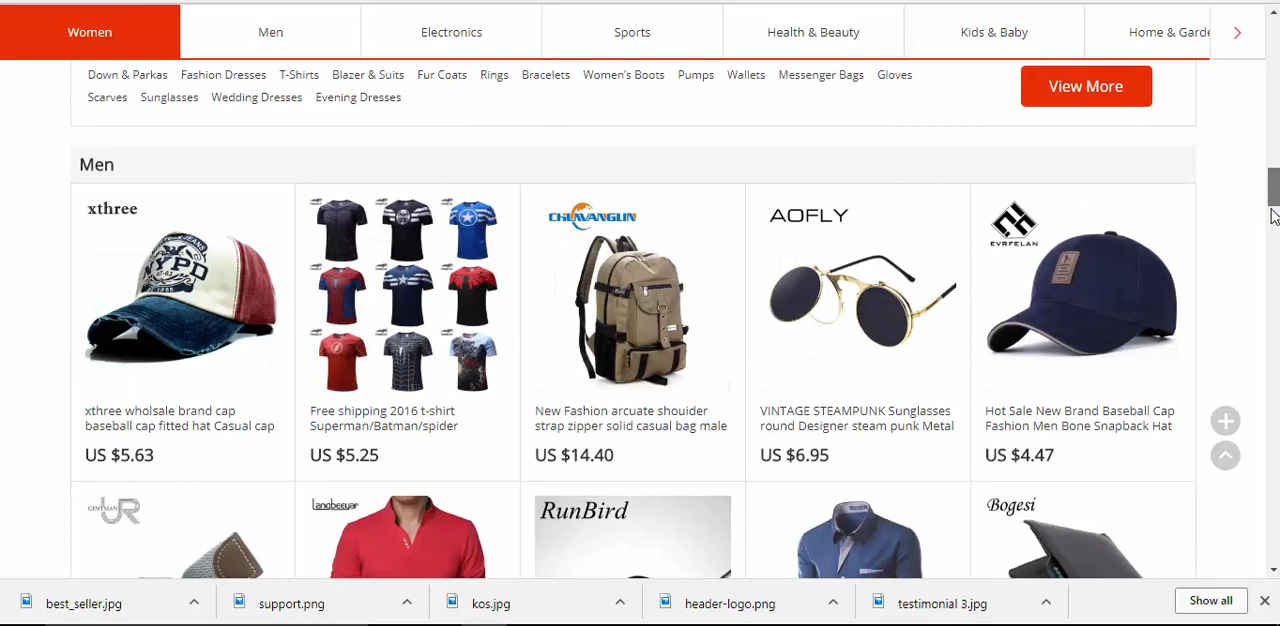 Women Men Electronics Sports Health & Beauty Kids & Baby Home & Garde
Down & Parkas Fashion Dresses T-Shirts Blazer & Suits Fur Coats Rings Bracelets Women's Boots Pumps Wallets Messenger Bags Gloves
Scarves Sunglasses Wedding Dresses Evening Dresses
View More
Men
xthree
CHUWANGLIN
AOFLY
EVRFELAN
NYPD
xthree wholesale brand cap
baseball cap fitted hat Casual cap
US $5.63
Free shipping 2016 t-shirt
Superman/Batman/spider
US $5.25
New Fashion arcuate shouider
strap zipper solid casual bag male
US $14.40
VINTAGE STEAMPUNK Sunglasses
round Designer steam punk Metal
US $6.95
Hot Sale New Brand Baseball Cap
Fashion Men Bone Snapback Hat
US $4.47
GENTMAN
Langbeeyar
RunBird
Bogesi
best_seller.jpg
support.png
kos.jpg
header-logo.png
testimonial 3.jpg
Show all